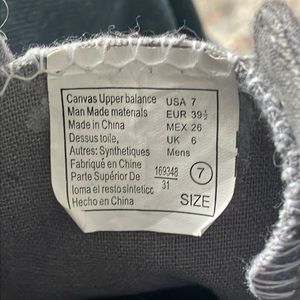 Canvas Upper balance USA 7
Man Made materials EUR 39½
Made in China MEX 26
Dessus toile, UK 6
Autres: Synthetiques Mens
Fabriqué en Chine
Parte Supérior De 169348
31
7
loma el resto sintetico
Hecho en China SIZE